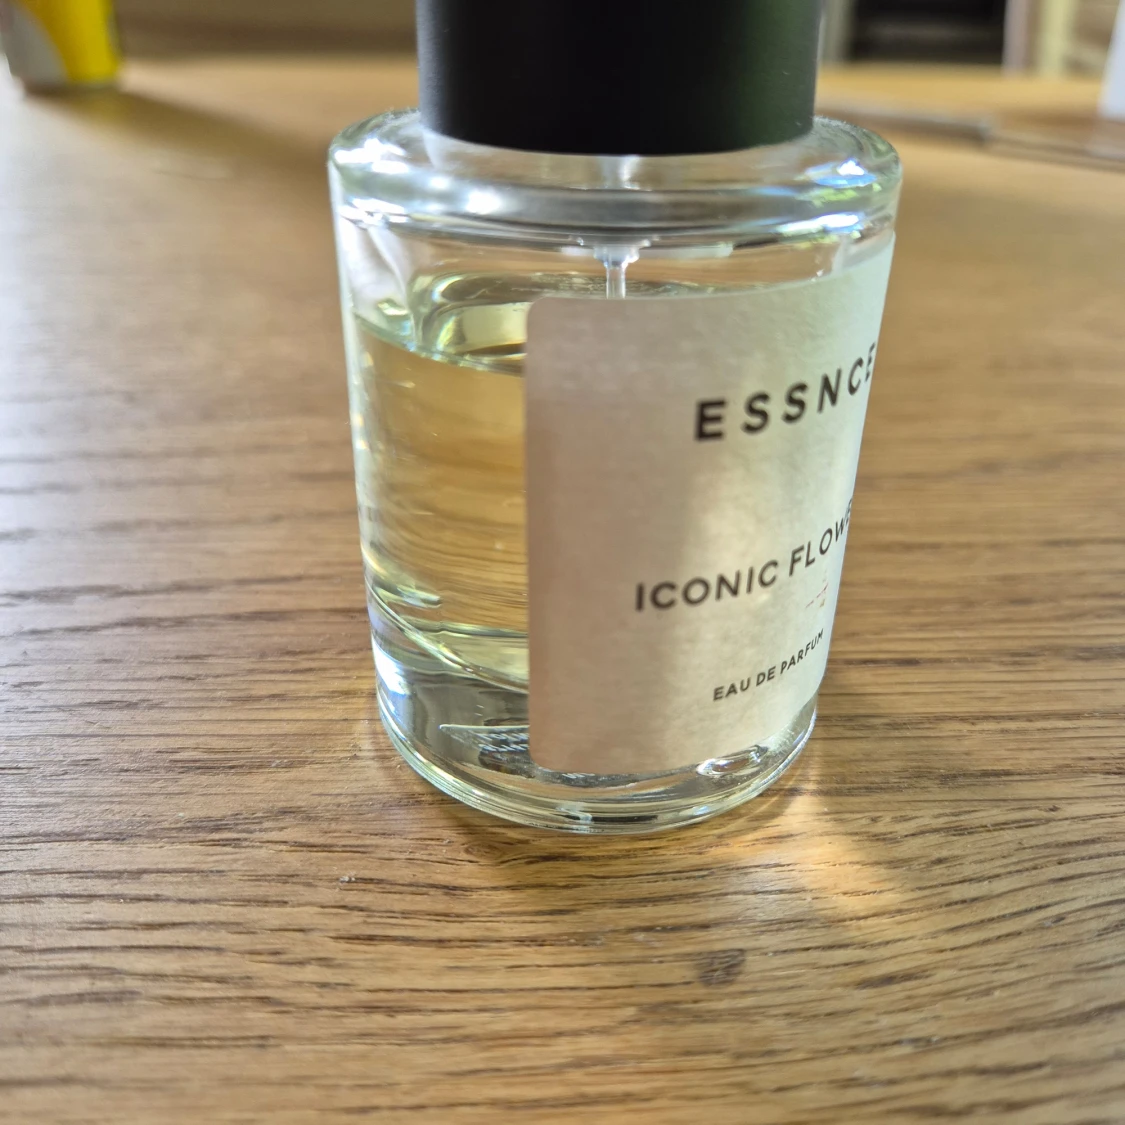 ESSNCE
ICONIC FLOWE
EAU DE PARFUM